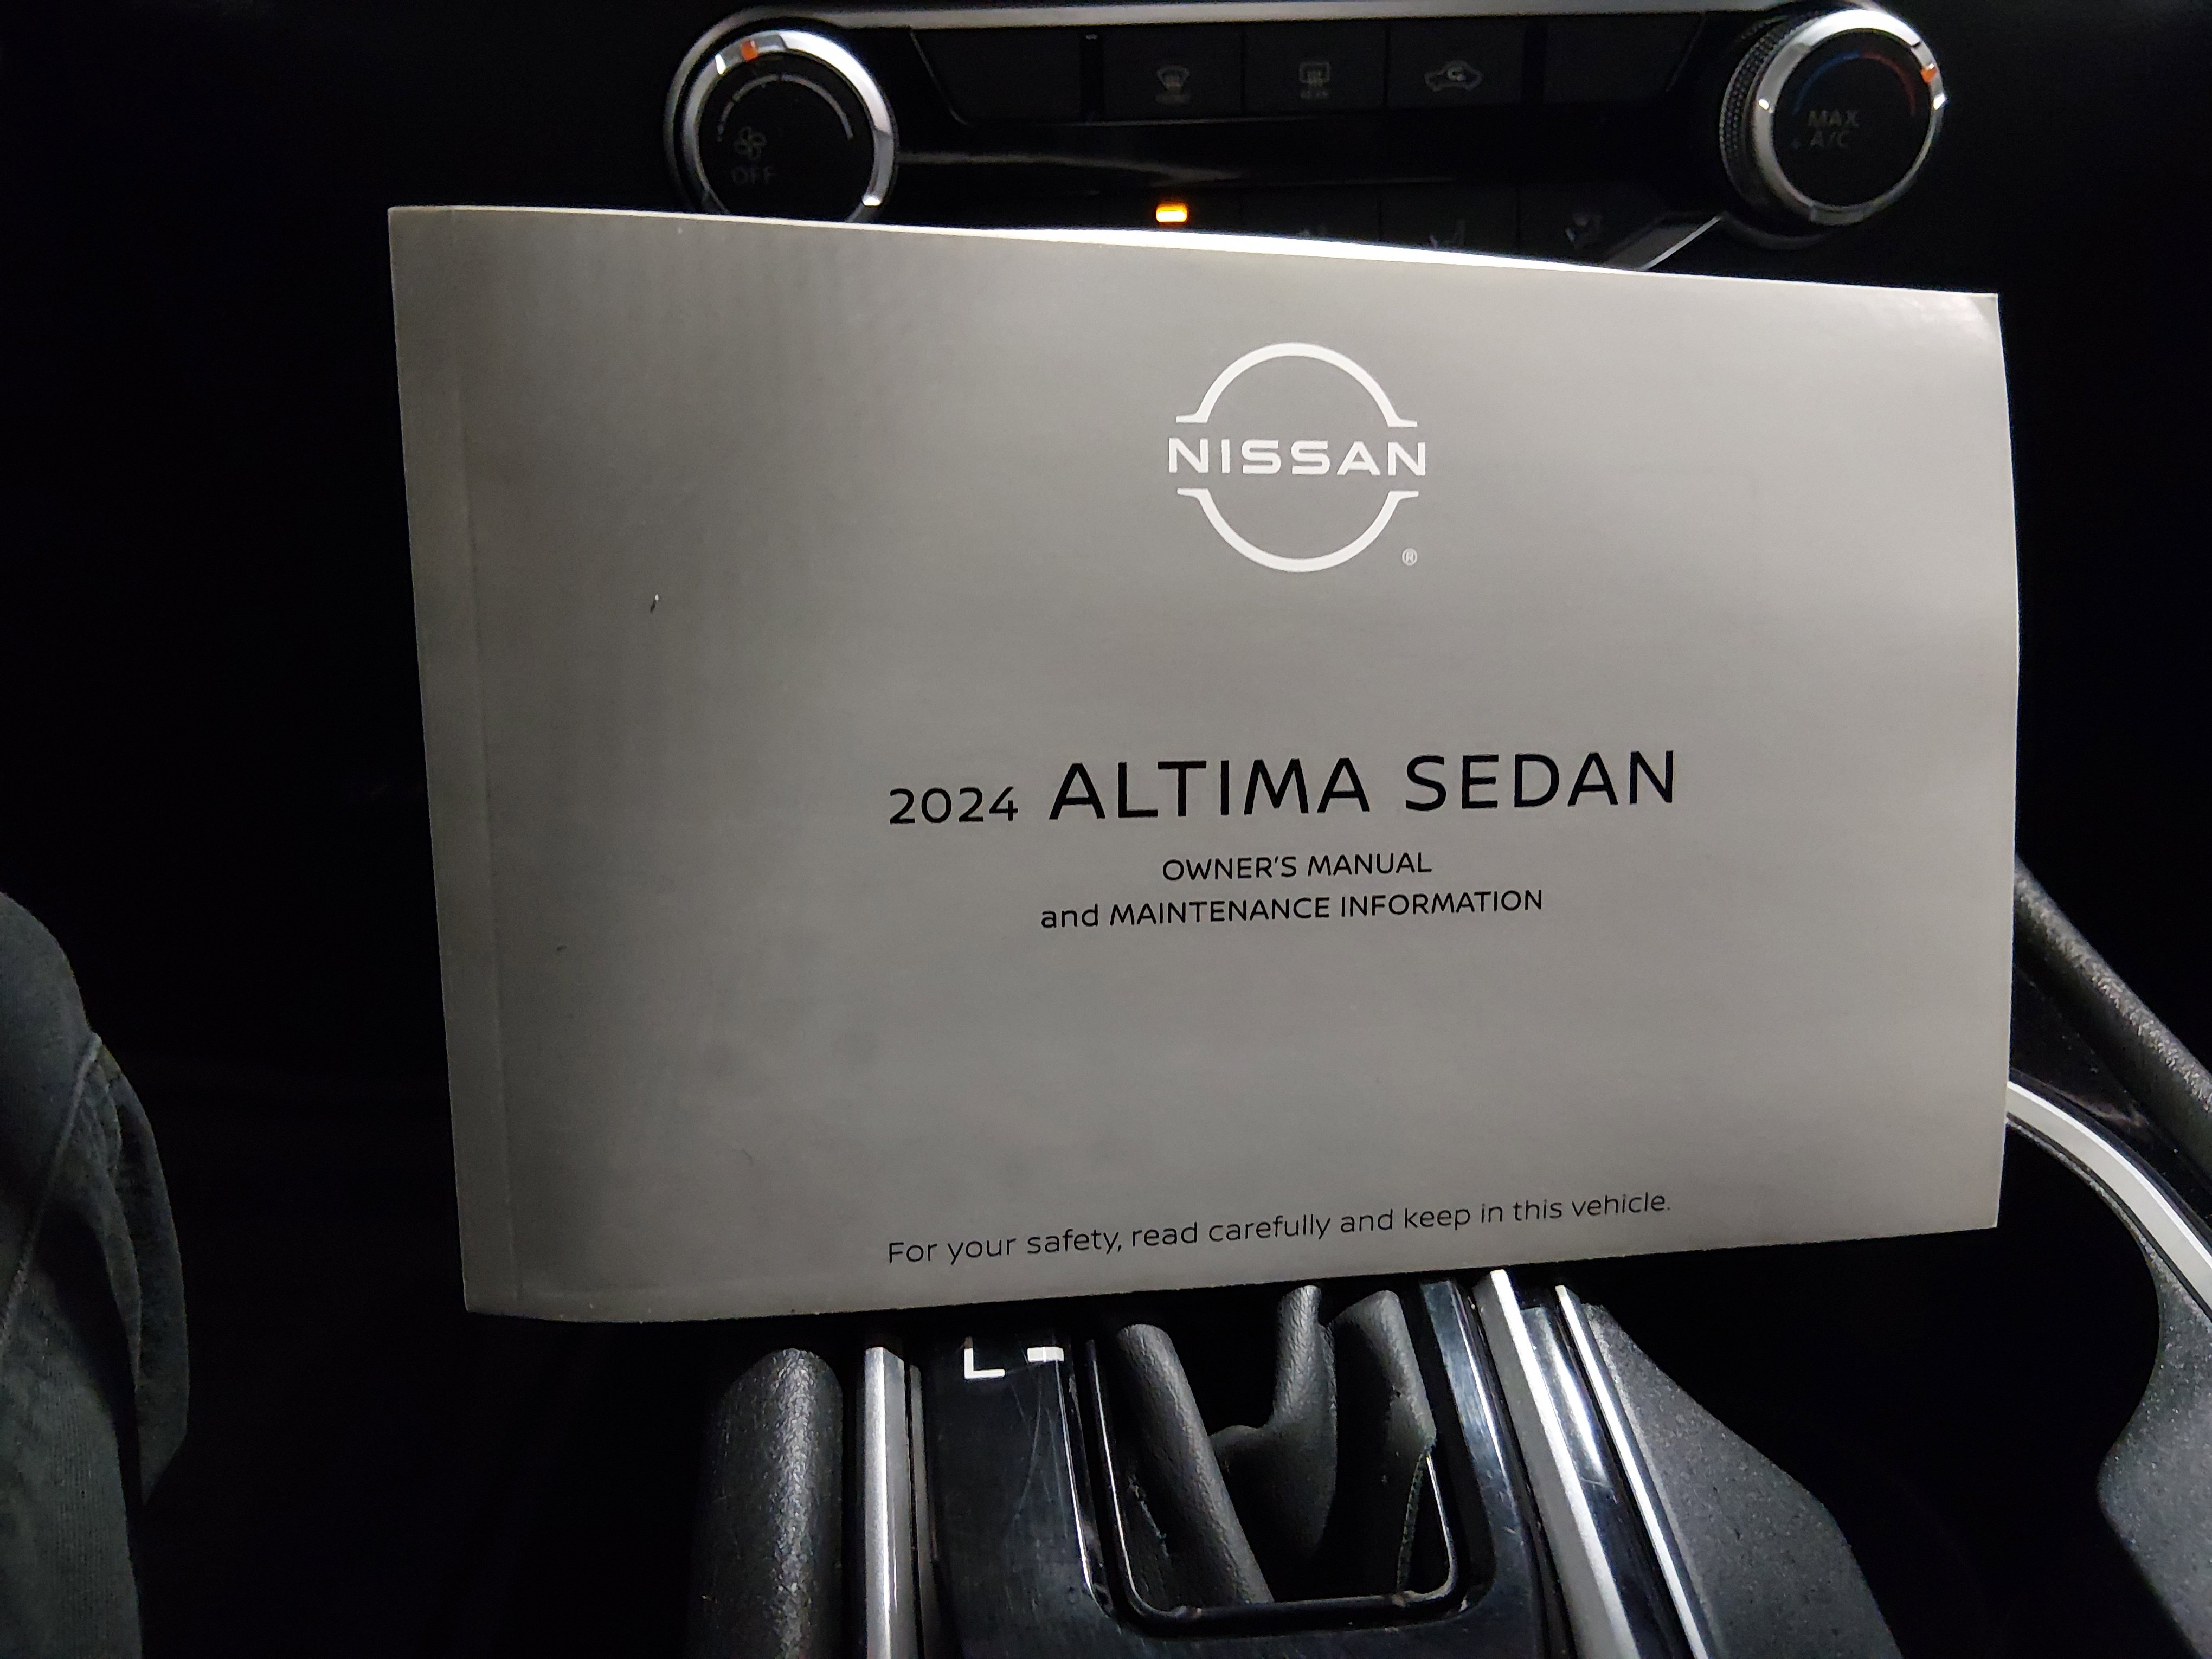 OFF
MAX
A/C
NISSAN
®
2024 ALTIMA SEDAN
OWNER'S MANUAL
and MAINTENANCE INFORMATION
For your safety, read carefully and keep in this vehicle.
L